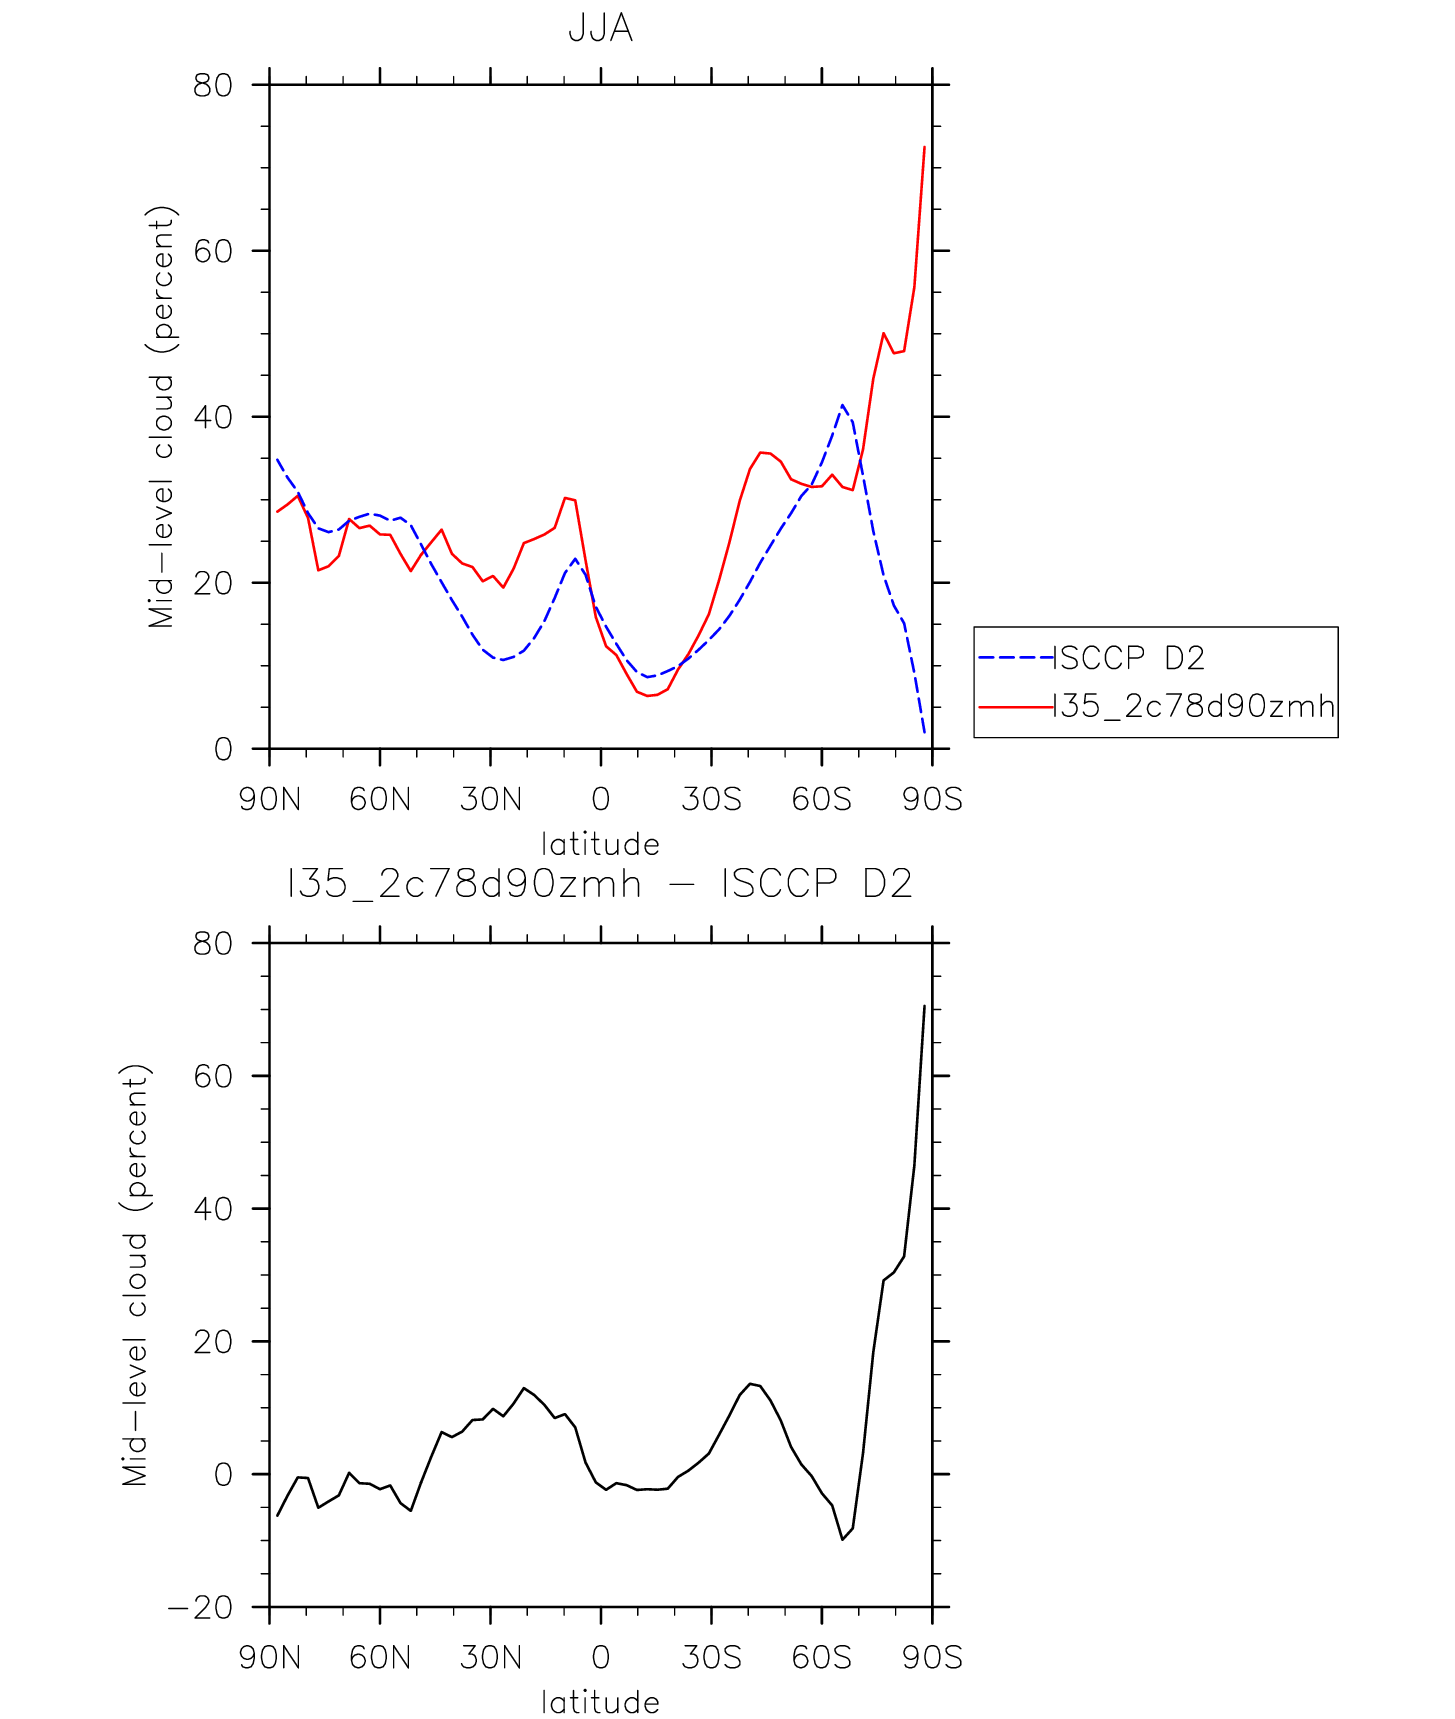 JJA
80
60
40
20
0
Mid-level cloud (percent)
90N 60N 30N 0 30S 60S 90S
latitude
ISCCP D2
I35_2c78d90zmh
I35_2c78d90zmh - ISCCP D2
80
60
40
20
0
-20
Mid-level cloud (percent)
90N 60N 30N 0 30S 60S 90S
latitude